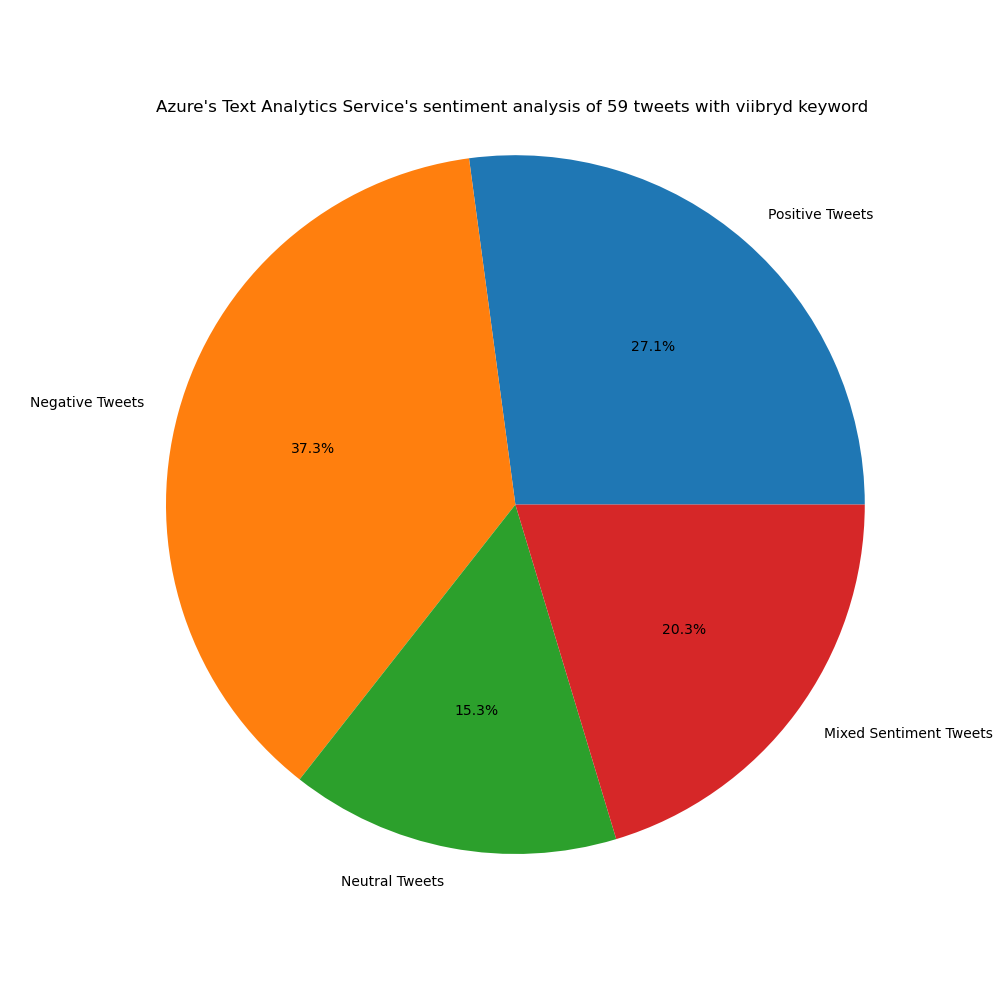 Azure's Text Analytics Service's sentiment analysis of 59 tweets with viibryd keyword
Positive Tweets
27.1%
Negative Tweets
37.3%
20.3%
15.3%
Mixed Sentiment Tweets
Neutral Tweets